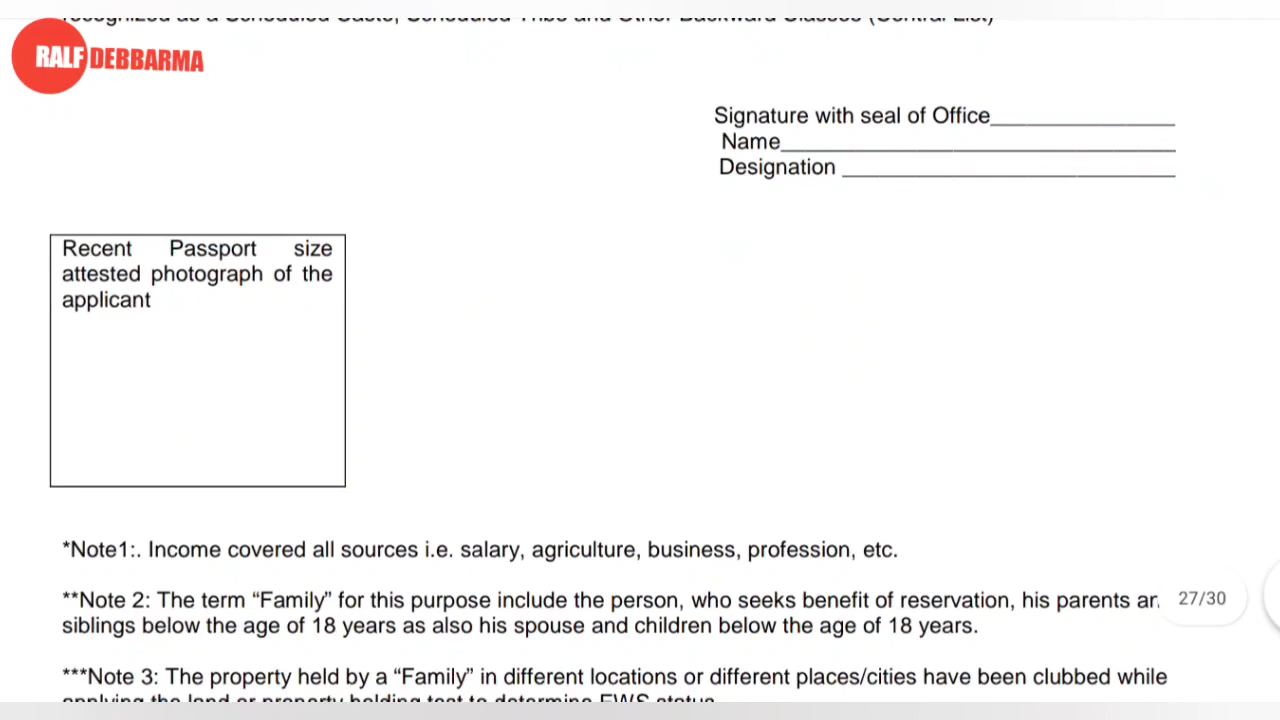 recognized as a Scheduled Caste, Scheduled Tribe and Other Backward Classes (Central List)
RALF DEBBARMA
Signature with seal of Office_______________
Name________________________________
Designation ___________________________
Recent Passport size
attested photograph of the
applicant
*Note1:. Income covered all sources i.e. salary, agriculture, business, profession, etc.
**Note 2: The term “Family” for this purpose include the person, who seeks benefit of reservation, his parents
27/30
siblings below the age of 18 years as also his spouse and children below the age of 18 years.
***Note 3: The property held by a “Family” in different locations or different places/cities have been clubbed while
applying the land or property holding test to determine EWS status.